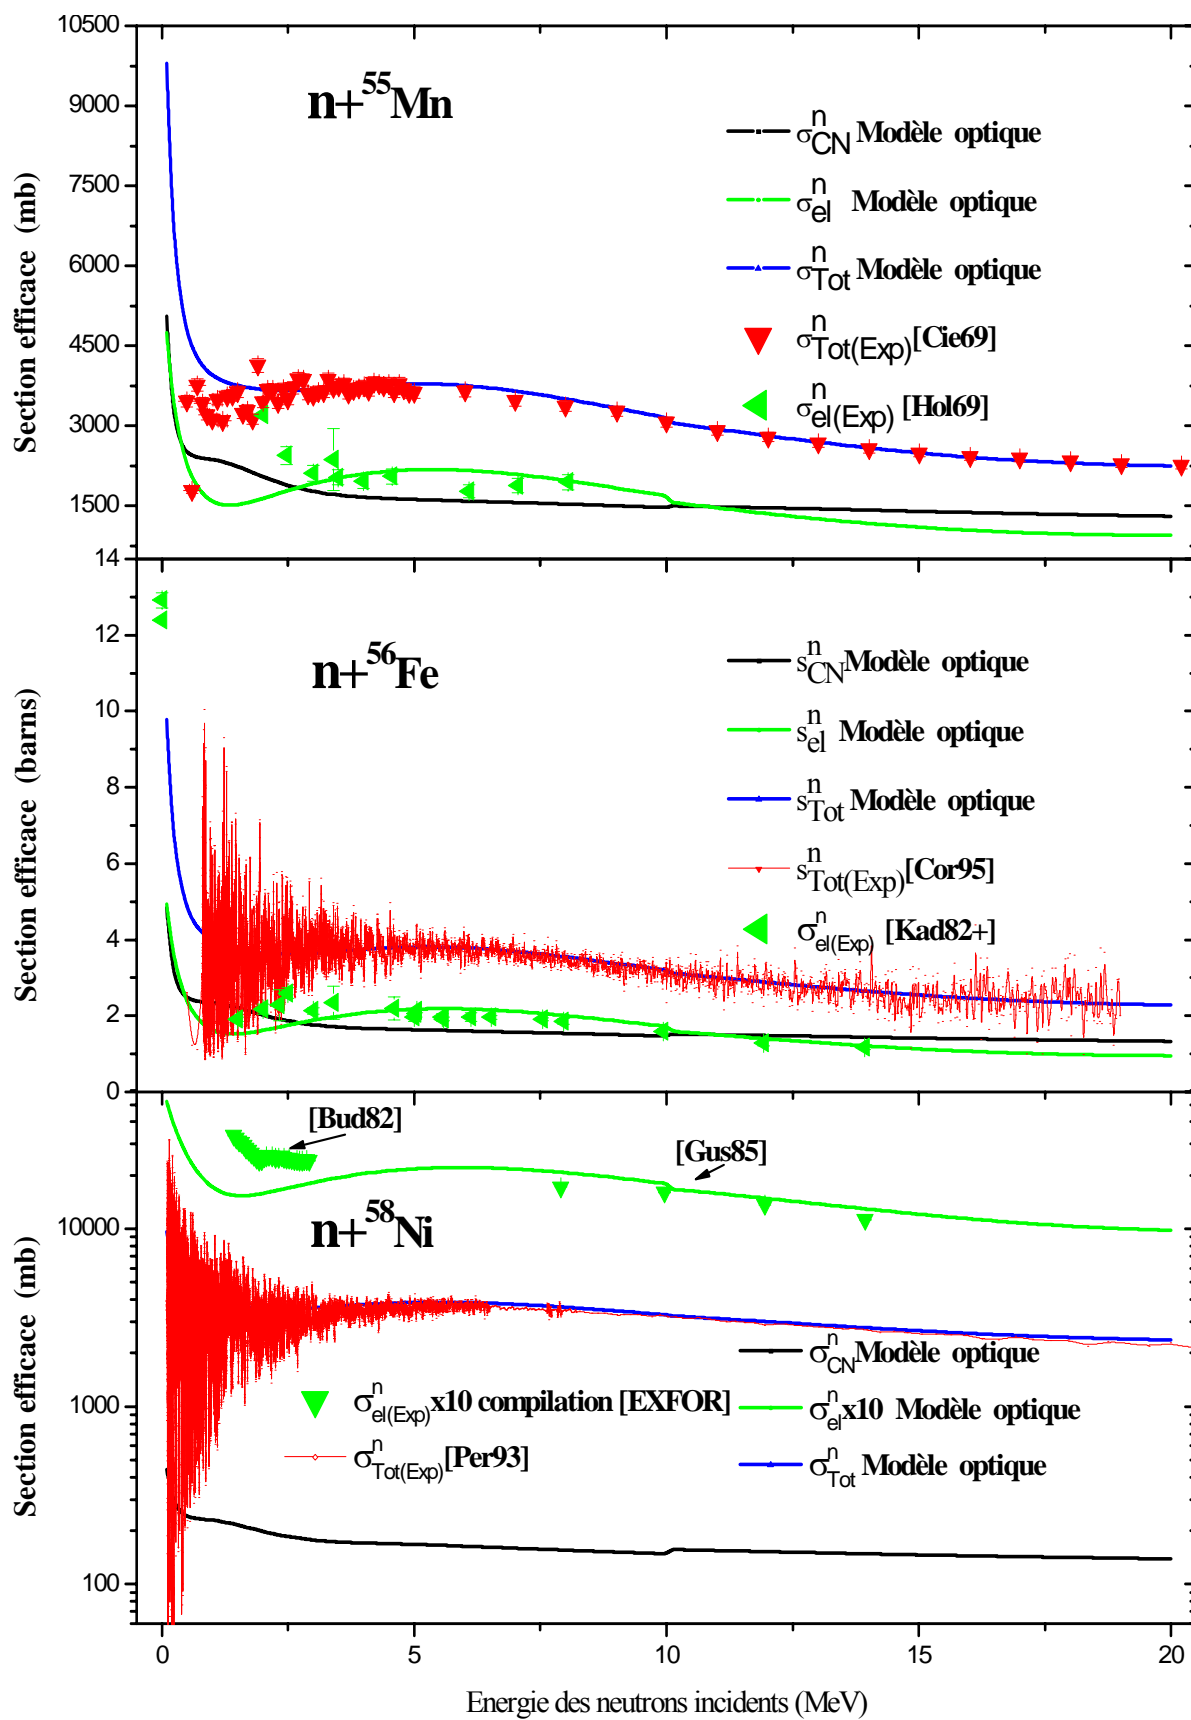 10500
9000
7500
6000
4500
3000
1500
Section efficace (mb)
n+55Mn
σnCN Modèle optique
σnel Modèle optique
σnTot Modèle optique
σnTot(Exp)[Cie69]
σnel(Exp) [Hol69]
14
12
10
8
6
4
2
0
Section efficace (barns)
n+56Fe
snCN Modèle optique
snel Modèle optique
snTot Modèle optique
snTot(Exp)[Cor95]
σnel(Exp) [Kad82+]
10000
1000
100
Section efficace (mb)
[Bud82]
[Gus85]
n+58Ni
σnCN Modèle optique
σnel(Exp)x10 compilation [EXFOR]
σnelx10 Modèle optique
σnTot(Exp)[Per93]
σnTot Modèle optique
0 5 10 15 20
Energie des neutrons incidents (MeV)